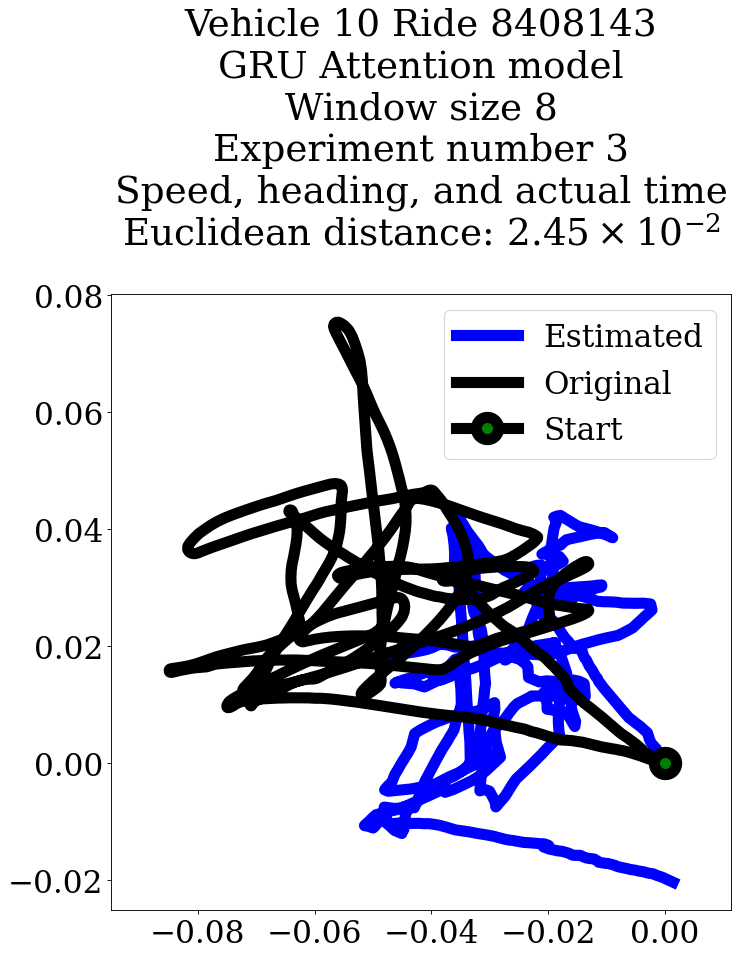 Vehicle 10 Ride 8408143
GRU Attention model
Window size 8
Experiment number 3
Speed, heading, and actual time
Euclidean distance: 2.45 × 10⁻²
0.08
0.06
0.04
0.02
0.00
−0.02
Estimated
Original
Start
−0.08 −0.06 −0.04 −0.02 0.00